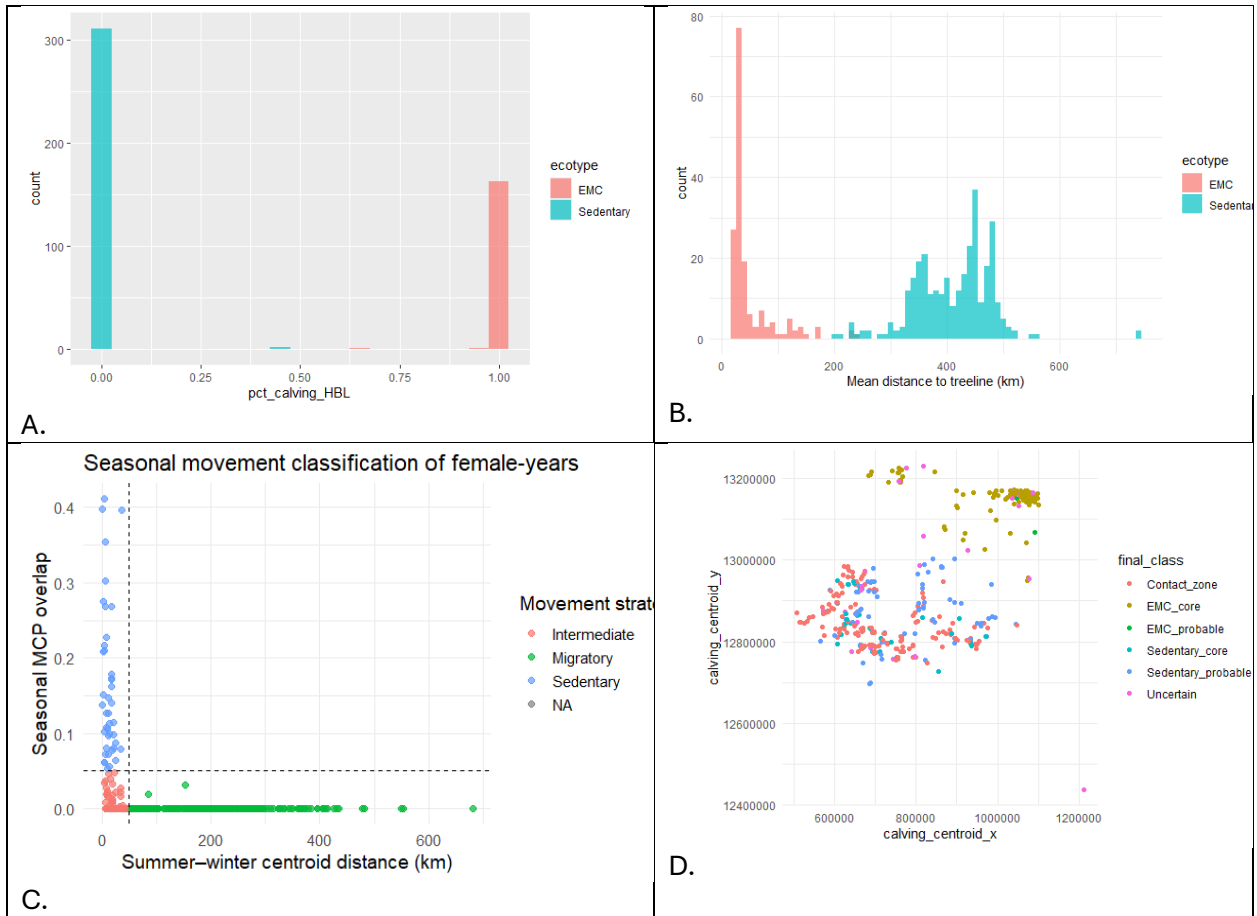 300
200
100
0
count
0.00 0.25 0.50 0.75 1.00
pct_calving_HBL
ecotype
EMC
Sedentary
A.
80
60
40
20
0
count
0 200 400 600
Mean distance to treeline (km)
ecotype
EMC
Sedentar
B.
Seasonal movement classification of female-years
0.4
0.3
0.2
0.1
0.0
Seasonal MCP overlap
0 200 400 600
Summer–winter centroid distance (km)
Movement strate
Intermediate
Migratory
Sedentary
NA
C.
13200000
13000000
12800000
12600000
12400000
calving_centroid_y
600000 800000 1000000 1200000
calving_centroid_x
final_class
Contact_zone
EMC_core
EMC_probable
Sedentary_core
Sedentary_probable
Uncertain
D.